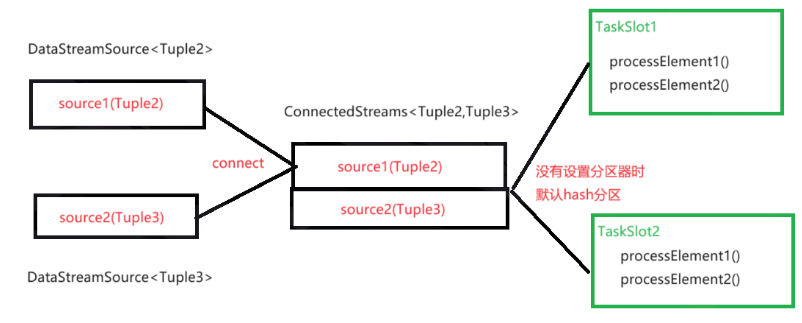 DataStreamSource<Tuple2>
source1(Tuple2)
connect
source2(Tuple3)
DataStreamSource<Tuple3>
ConnectedStreams<Tuple2,Tuple3>
source1(Tuple2)
source2(Tuple3)
没有设置分区器时
默认hash分区
TaskSlot1
processElement1()
processElement2()
TaskSlot2
processElement1()
processElement2()